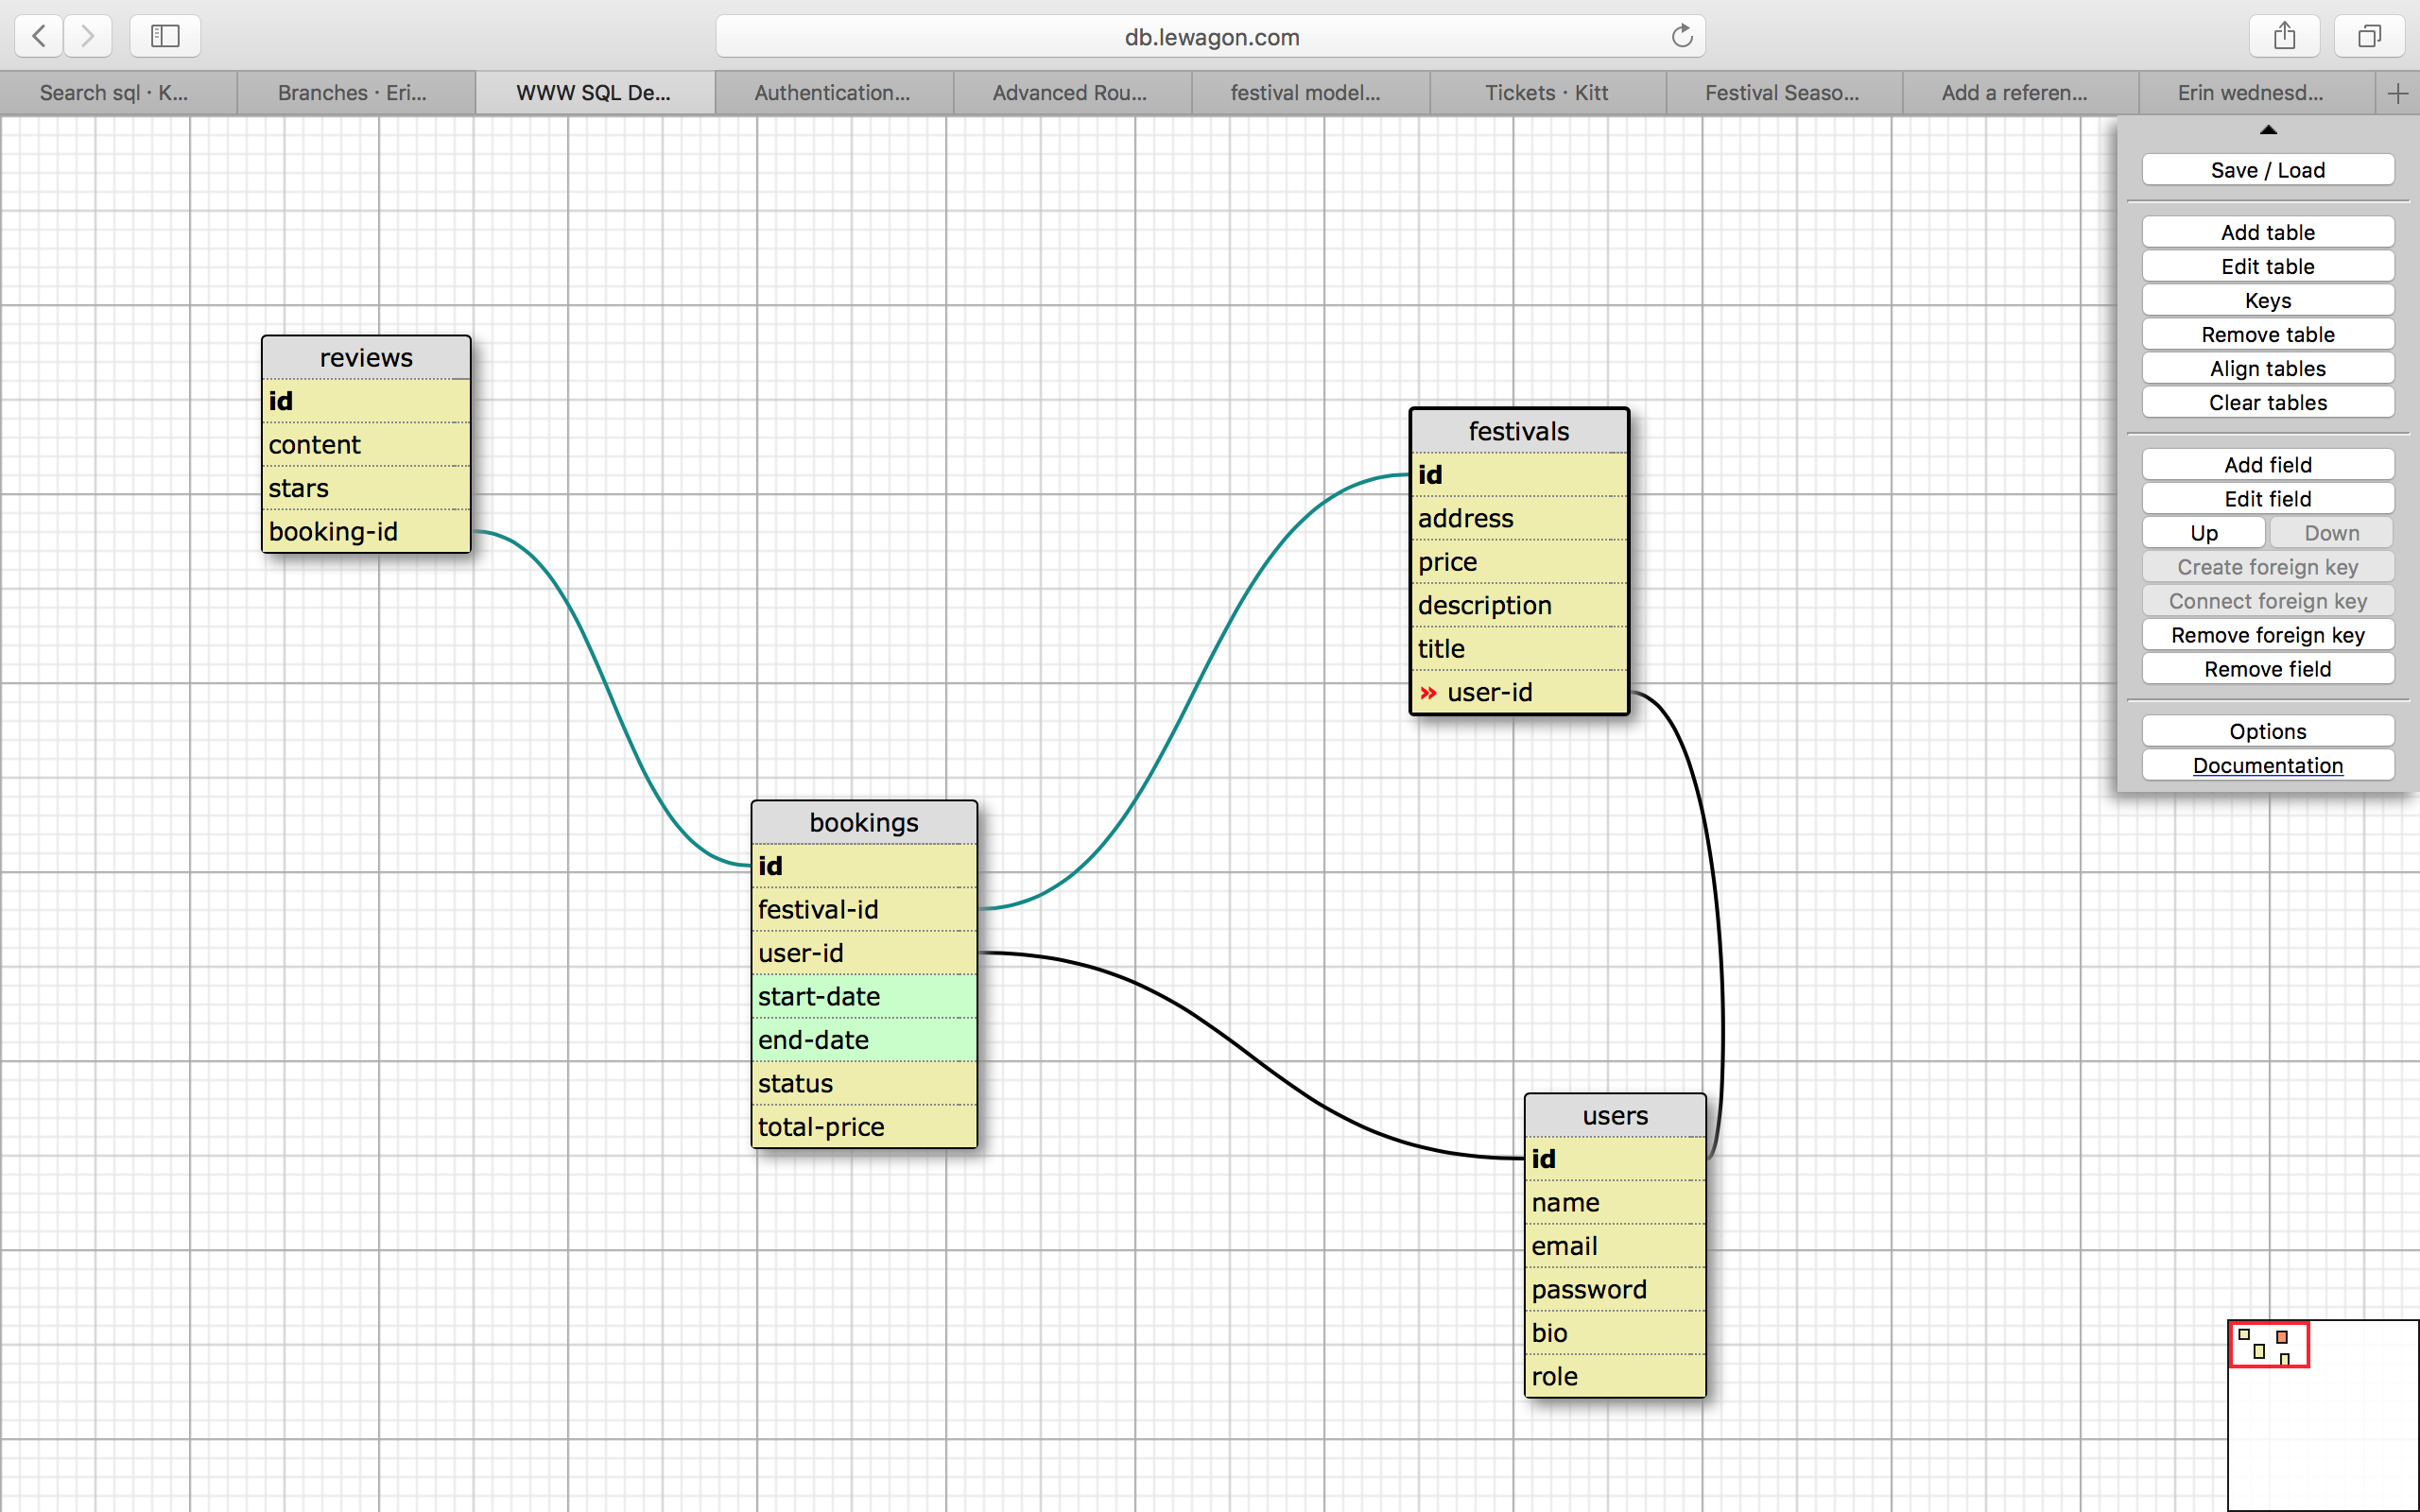 db.lewagon.com
Search sql · K...
Branches · Eri...
WWW SQL De...
Authentication...
Advanced Rou...
festival model...
Tickets · Kitt
Festival Seaso...
Add a referen...
Erin wednesd...
reviews
id
content
stars
booking-id
festivals
id
address
price
description
title
» user-id
bookings
id
festival-id
user-id
start-date
end-date
status
total-price
users
id
name
email
password
bio
role
Save / Load
Add table
Edit table
Keys
Remove table
Align tables
Clear tables
Add field
Edit field
Up
Down
Create foreign key
Connect foreign key
Remove foreign key
Remove field
Options
Documentation